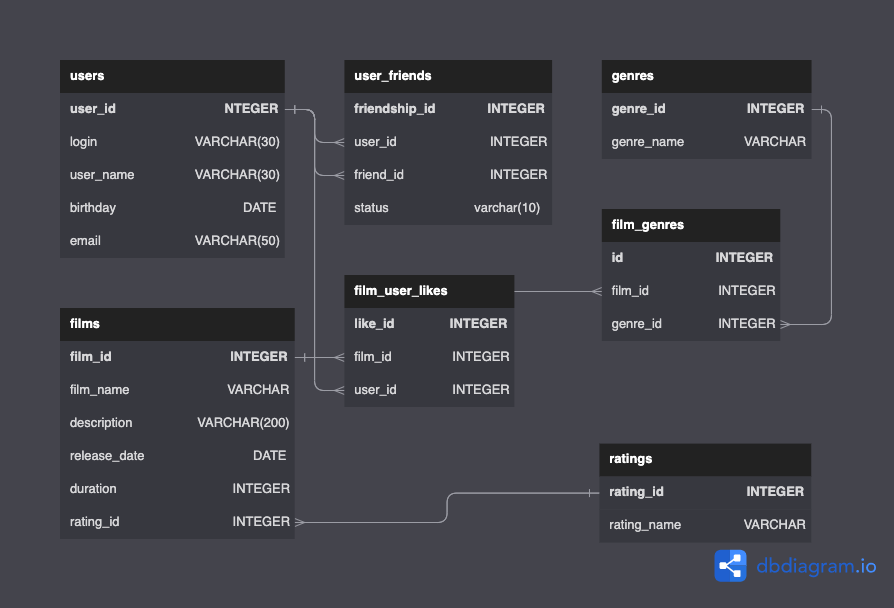 users
user_id NTEGER
login VARCHAR(30)
user_name VARCHAR(30)
birthday DATE
email VARCHAR(50)
user_friends
friendship_id INTEGER
user_id INTEGER
friend_id INTEGER
status varchar(10)
genres
genre_id INTEGER
genre_name VARCHAR
film_genres
id INTEGER
film_id INTEGER
genre_id INTEGER
film_user_likes
like_id INTEGER
film_id INTEGER
user_id INTEGER
films
film_id INTEGER
film_name VARCHAR
description VARCHAR(200)
release_date DATE
duration INTEGER
rating_id INTEGER
ratings
rating_id INTEGER
rating_name VARCHAR
dbdiagram.io